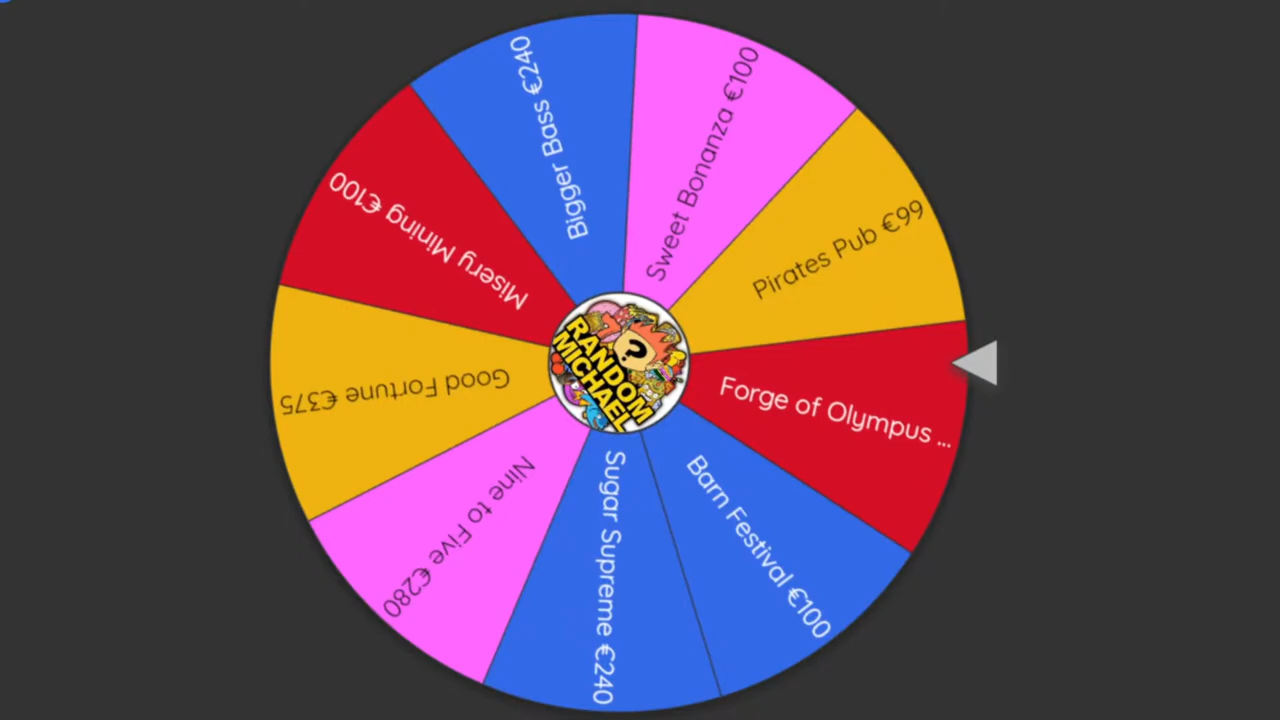 Bigger Bass €240
Sweet Bonanza €100
Pirates Pub €99
Forge of Olympus ...
Barn Festival €100
Sugar Supreme €240
Nine to Five €280
Good Fortune €375
Misery Mining €100
RANDOM
MICHAEL
?